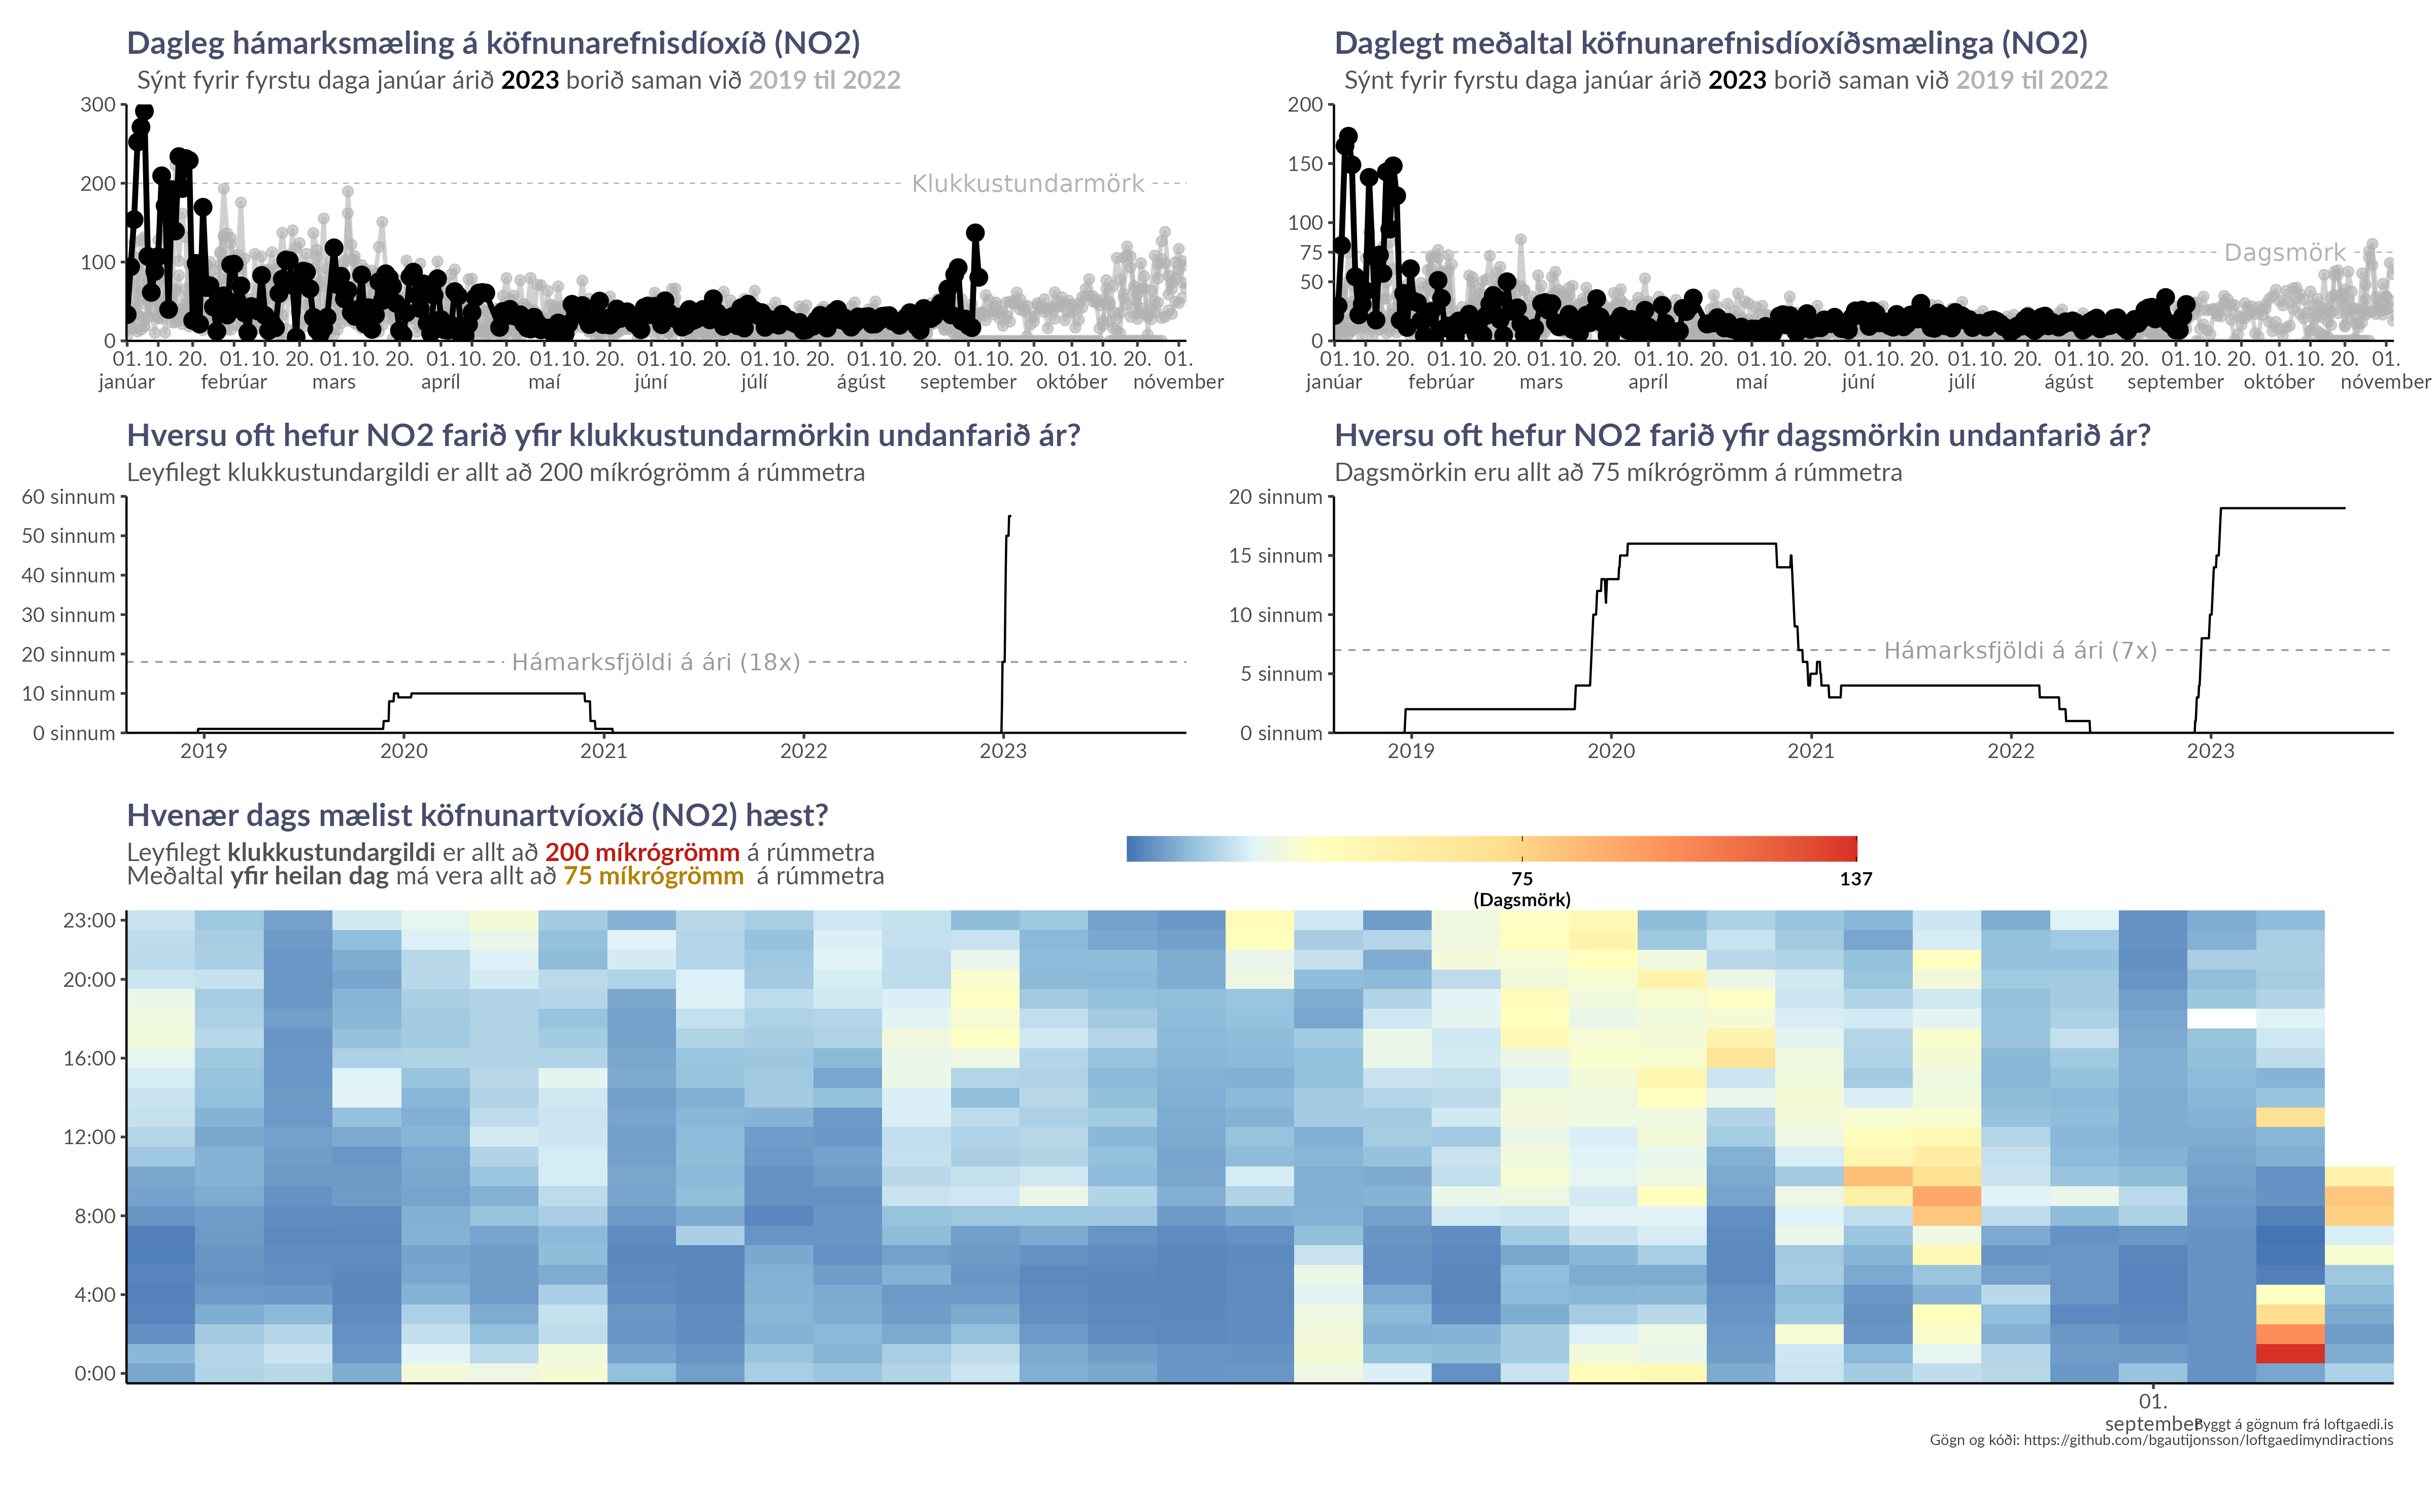 Dagleg hámarksmæling á köfnunarefnisdíoxíð (NO2)
Sýnt fyrir fyrstu daga janúar árið 2023 borið saman við 2019 til 2022
300
200
100
0
Klukkustundarmörk
01. 10. 20. 01. 10. 20. 01. 10. 20. 01. 10. 20. 01. 10. 20. 01. 10. 20. 01. 10. 20. 01. 10. 20. 01. 10. 20. 01. 10. 20. 01.
janúar febrúar mars apríl maí júní júlí ágúst september október nóvember
Daglegt meðaltal köfnunarefnisdíoxíðsmælinga (NO2)
Sýnt fyrir fyrstu daga janúar árið 2023 borið saman við 2019 til 2022
200
150
100
75
50
0
Dagsmörk
01. 10. 20. 01. 10. 20. 01. 10. 20. 01. 10. 20. 01. 10. 20. 01. 10. 20. 01. 10. 20. 01. 10. 20. 01. 10. 20. 01. 10. 20. 01.
janúar febrúar mars apríl maí júní júlí ágúst september október nóvember
Hversu oft hefur NO2 farið yfir klukkustundarmörkin undanfarið ár?
Leyfilegt klukkustundargildi er allt að 200 míkrógrömm á rúmmetra
60 sinnum
50 sinnum
40 sinnum
30 sinnum
20 sinnum
10 sinnum
0 sinnum
Hámarksfjöldi á ári (18x)
2019 2020 2021 2022 2023
Hversu oft hefur NO2 farið yfir dagsmörkin undanfarið ár?
Dagsmörkin eru allt að 75 míkrógrömm á rúmmetra
20 sinnum
15 sinnum
10 sinnum
5 sinnum
0 sinnum
Hámarksfjöldi á ári (7x)
2019 2020 2021 2022 2023
Hvenær dags mælist köfnunartvíoxíð (NO2) hæst?
Leyfilegt klukkustundargildi er allt að 200 míkrógrömm á rúmmetra
Meðaltal yfir heilan dag má vera allt að 75 míkrógrömm á rúmmetra
75 137
(Dagsmörk)
23:00
20:00
16:00
12:00
8:00
4:00
0:00
01.
september
Byggt á gögnum frá loftgaedi.is
Gögn og kóði: https://github.com/bgautijonsson/loftgaedimyndiractions